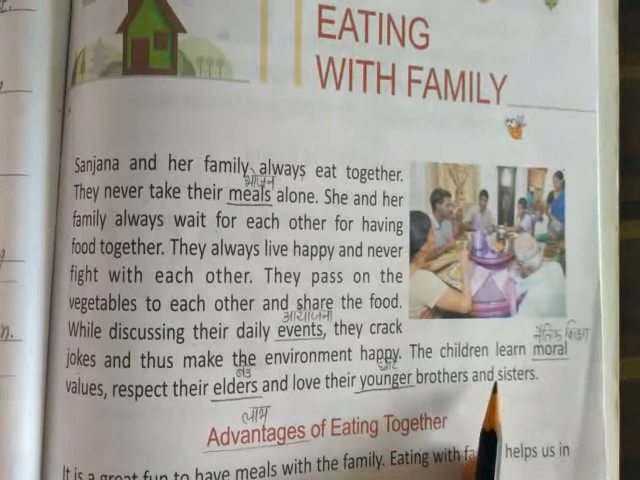 EATING
WITH FAMILY
Sanjana and her family always eat together.
भोजन
They never take their meals alone. She and her
family always wait for each other for having
food together. They always live happy and never
fight with each other. They pass on the
vegetables to each other and share the food.
आयोजनों
While discussing their daily events, they crack
नैतिक शिक्षा
jokes and thus make the environment happy. The children learn moral
बड़े छोटे
values, respect their elders and love their younger brothers and sisters.
लाभ
Advantages of Eating Together
It is a great fun to have meals with the family. Eating with helps us in